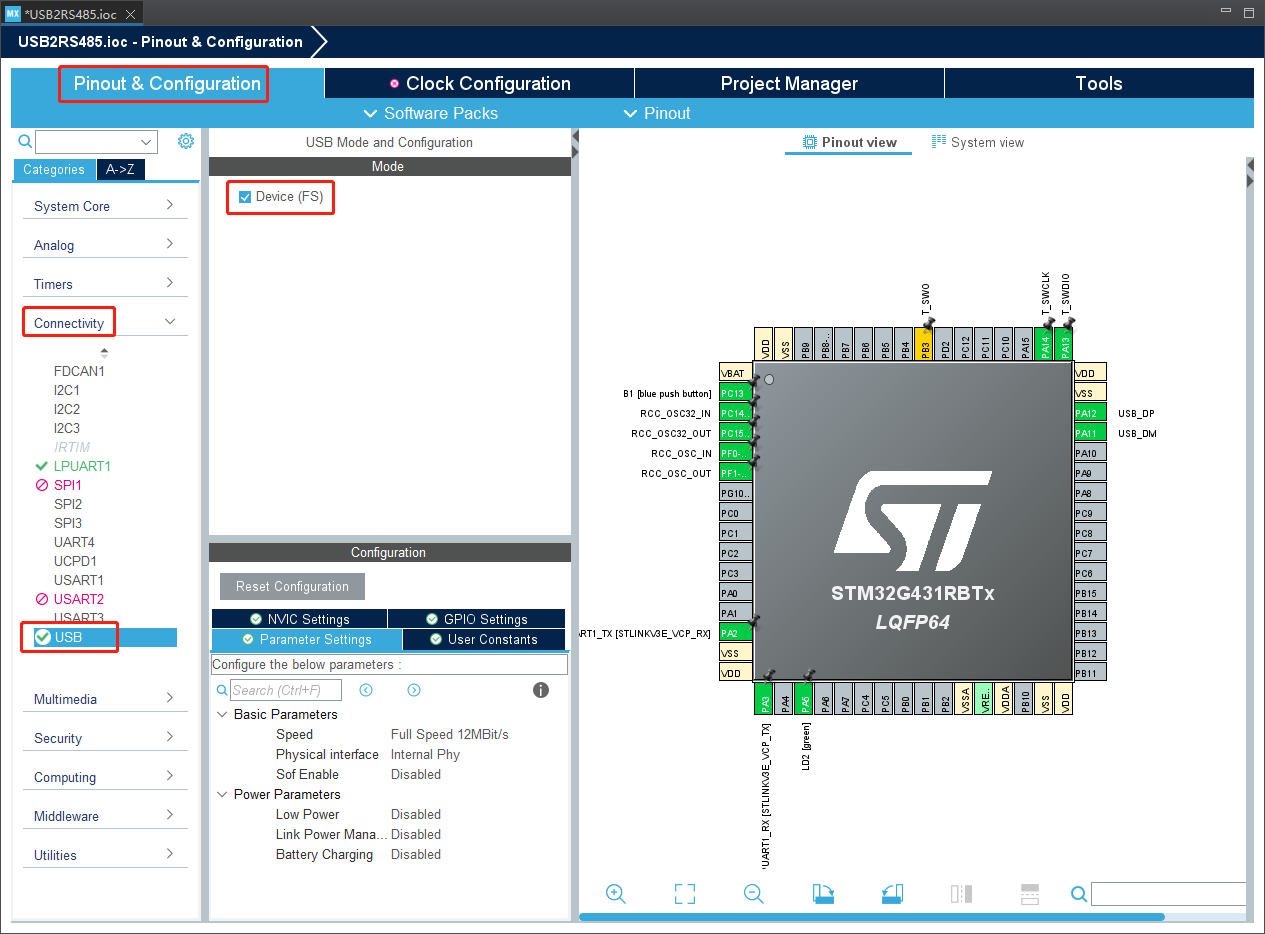 MX *USB2RS485.ioc
USB2RS485.ioc - Pinout & Configuration
Pinout & Configuration
Clock Configuration
Project Manager
Tools
Software Packs
Pinout
Categories
A->Z
System Core
Analog
Timers
Connectivity
FDCAN1
I2C1
I2C2
I2C3
IRTIM
LPUART1
SPI1
SPI2
SPI3
UART4
UCPD1
USART1
USART2
USART3
USB
Multimedia
Security
Computing
Middleware
Utilities
USB Mode and Configuration
Mode
Device (FS)
Configuration
Reset Configuration
NVIC Settings
GPIO Settings
Parameter Settings
User Constants
Configure the below parameters :
Search (Ctrl+F)
Basic Parameters
Speed Full Speed 12MBit/s
Physical interface Internal Phy
Sof Enable Disabled
Power Parameters
Low Power Disabled
Link Power Mana... Disabled
Battery Charging Disabled
Pinout view
System view
T_SWO
T_SWCLK
T_SWDIO
VDD
VSS
PB9
PB8-..
PB7
PB6
PB5
PB4
PB3
PD2
PC12
PC11
PC10
PA15
PA14
PA13
VBAT
B1 [blue push button] PC13
RCC_OSC32_IN PC14..
RCC_OSC32_OUT PC15..
RCC_OSC_IN PF0-..
RCC_OSC_OUT PF1-..
PG10..
PC0
PC1
PC2
PC3
PA0
PA1
ART1_TX [STLINKV3E_VCP_RX] PA2
VSS
VDD
STM32G431RBTx
LQFP64
VDD
VSS
PA12 USB_DP
PA11 USB_DM
PA10
PA9
PA8
PC9
PC8
PC7
PC6
PB15
PB14
PB13
PB12
PB11
PA3
PA4
PA5
PA6
PA7
PC4
PC5
PB0
PB1
PB2
VSSA
VRE..
VDDA
PB10
VSS
VDD
UART1_RX [STLINKV3E_VCP_TX]
LD2 [green]